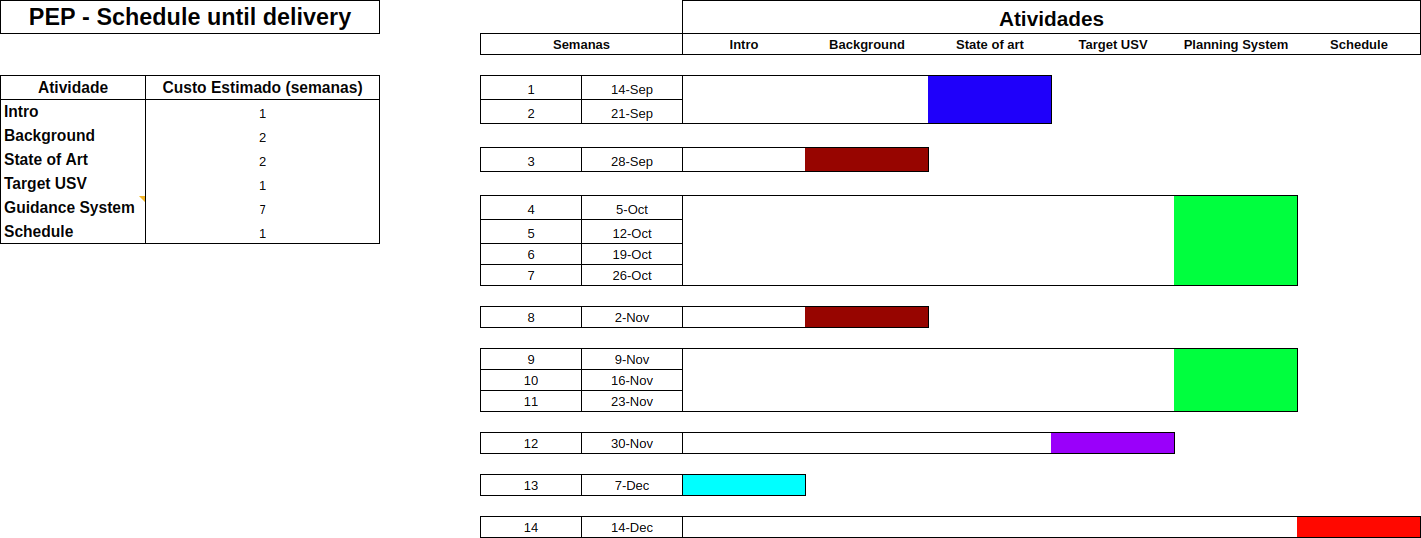 PEP - Schedule until delivery
Atividade Custo Estimado (semanas)
Intro 1
Background 2
State of Art 2
Target USV 1
Guidance System 7
Schedule 1
Atividades
Semanas Intro Background State of art Target USV Planning System Schedule
1 14-Sep
2 21-Sep
3 28-Sep
4 5-Oct
5 12-Oct
6 19-Oct
7 26-Oct
8 2-Nov
9 9-Nov
10 16-Nov
11 23-Nov
12 30-Nov
13 7-Dec
14 14-Dec